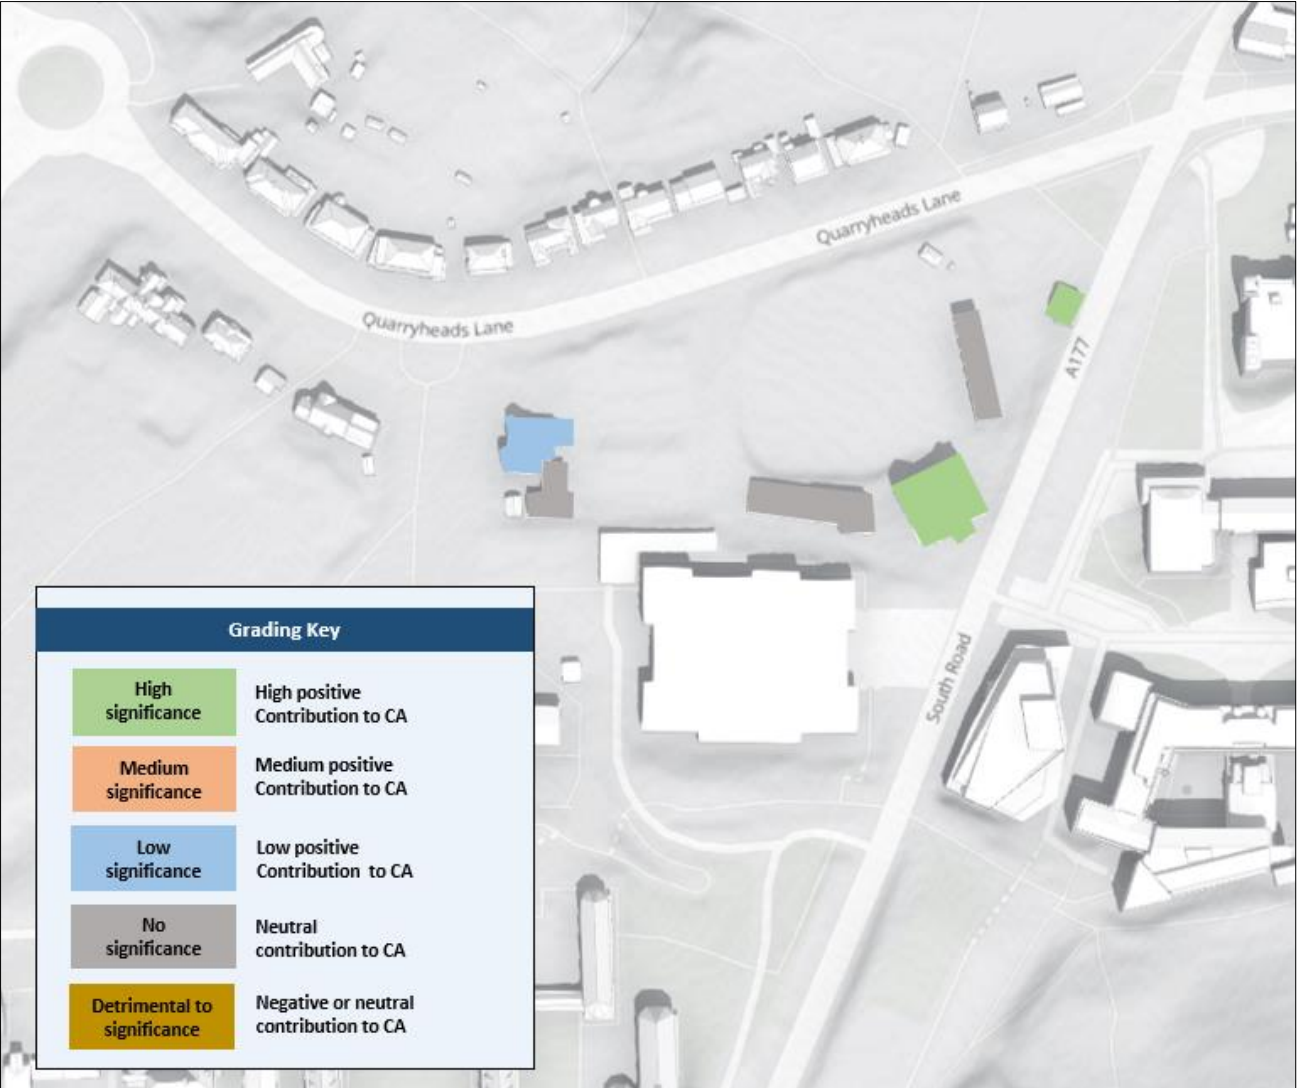 Quarryheads Lane
Quarryheads Lane
A177
South Road
Grading Key
High
significance
High positive
Contribution to CA
Medium
significance
Medium positive
Contribution to CA
Low
significance
Low positive
Contribution to CA
No
significance
Neutral
contribution to CA
Detrimental to
significance
Negative or neutral
contribution to CA